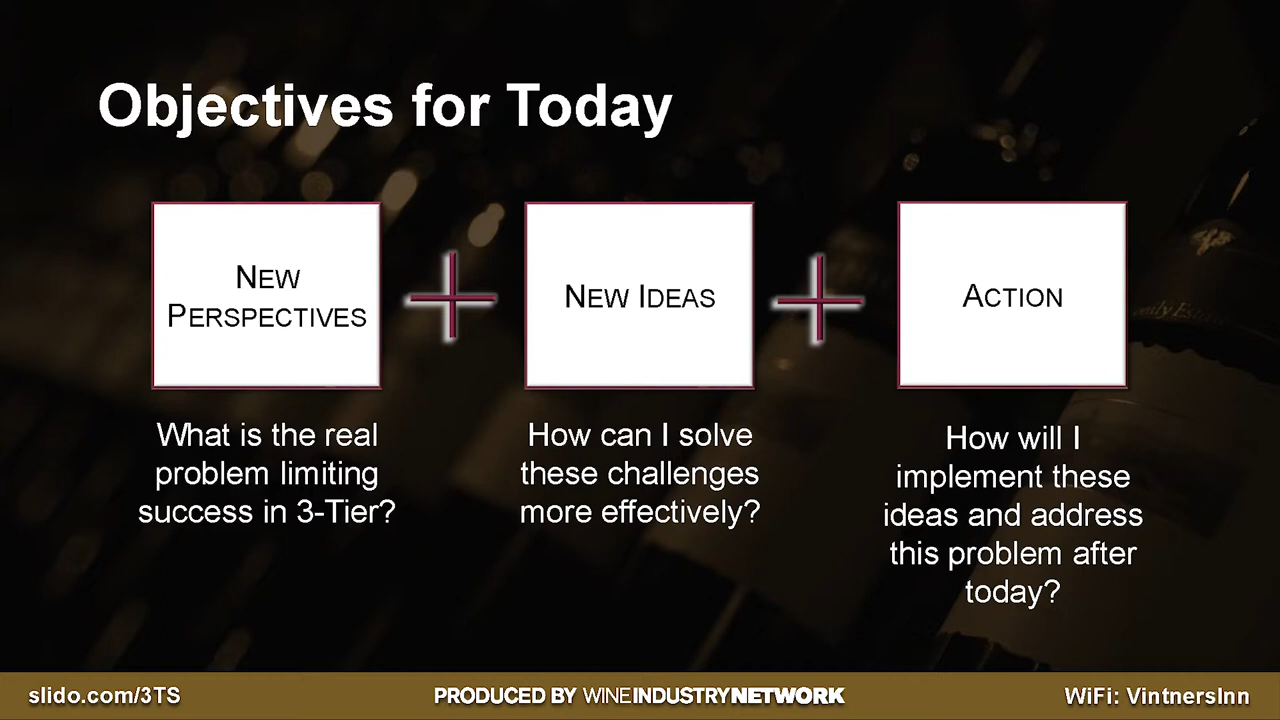 Objectives for Today
NEW
PERSPECTIVES
NEW IDEAS
ACTION
What is the real
problem limiting
success in 3-Tier?
How can I solve
these challenges
more effectively?
How will I
implement these
ideas and address
this problem after
today?
slido.com/3TS
PRODUCED BY WINEINDUSTRYNETWORK
WiFi: VintnersInn